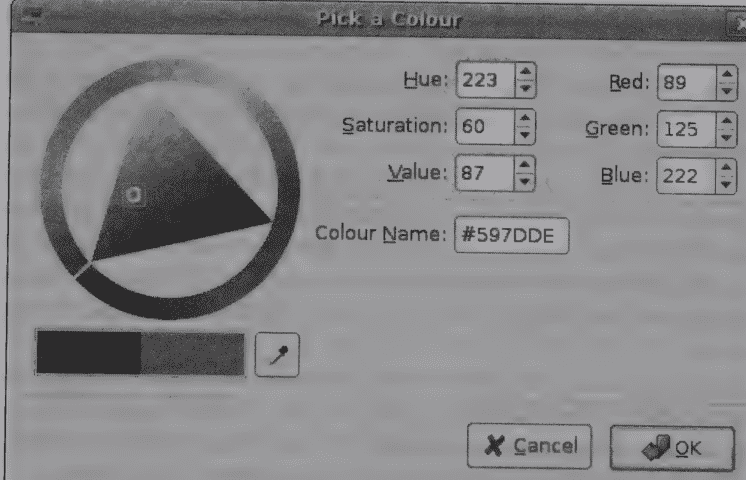 Pick a Colour
Hue: 223 Red: 89
Saturation: 60 Green: 125
Value: 87 Blue: 222
Colour Name: #597DDE
Cancel OK